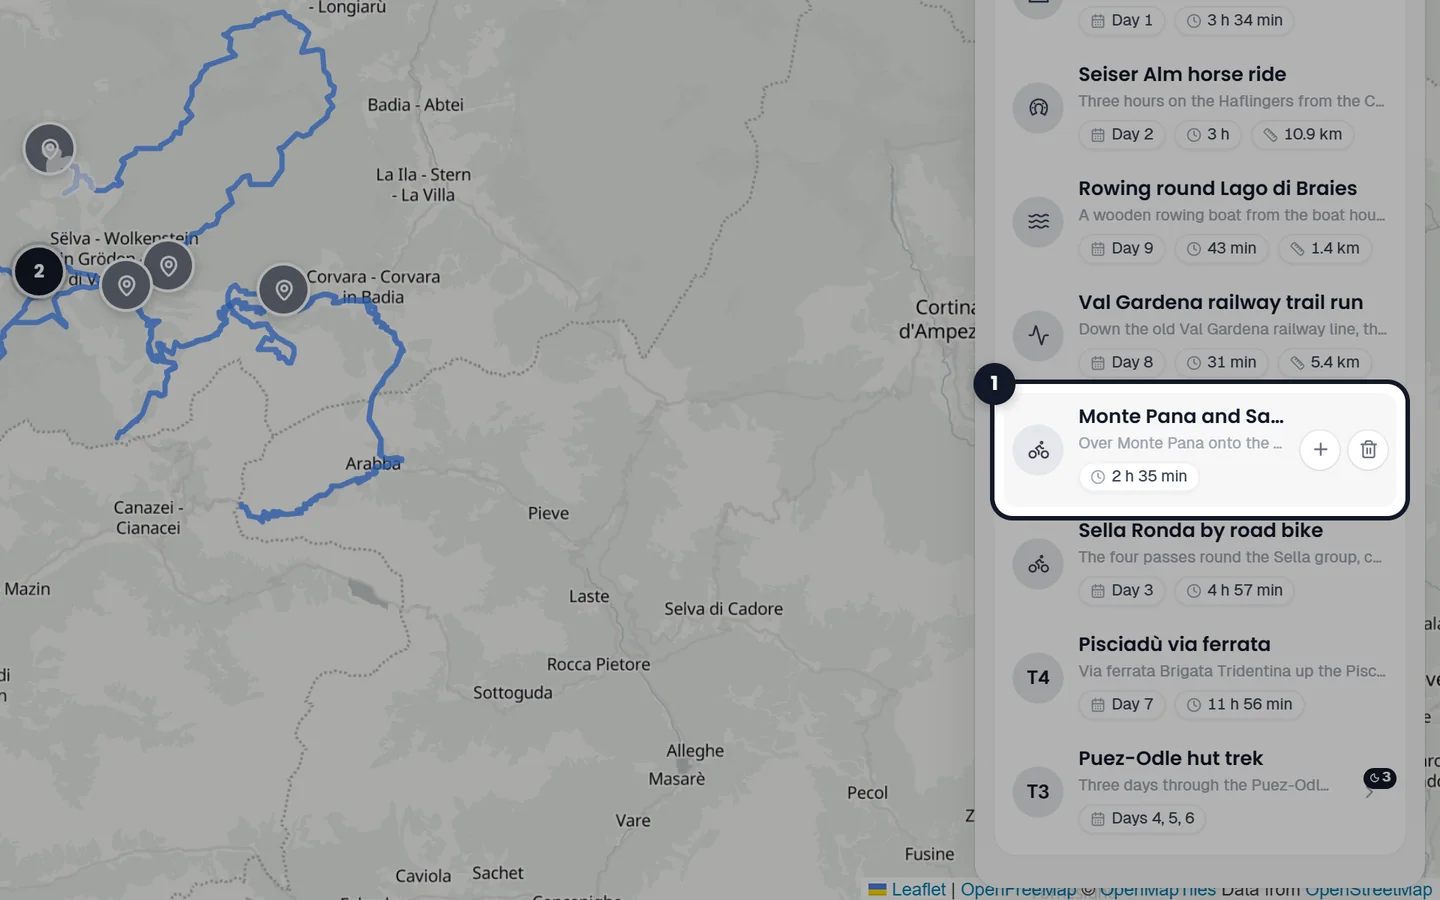 - Longiarù
Badia - Abtei
La Ila - Stern
- La Villa
Sëlva - Wolkenstein
in Gröden
di V
2
Corvara - Corvara
in Badia
Cortina
d'Ampez
Arabba
Canazei -
Cianacei
Pieve
Mazin
Laste
Selva di Cadore
Rocca Pietore
Sottoguda
Alleghe
Masarè
Pecol
Vare
Fusine
Caviola
Sachet
Day 1
3 h 34 min
Seiser Alm horse ride
Three hours on the Haflingers from the C...
Day 2
3 h
10.9 km
Rowing round Lago di Braies
A wooden rowing boat from the boat hou...
Day 9
43 min
1.4 km
Val Gardena railway trail run
Down the old Val Gardena railway line, th...
Day 8
31 min
5.4 km
1
Monte Pana and Sa...
Over Monte Pana onto the ...
2 h 35 min
Sella Ronda by road bike
The four passes round the Sella group, c...
Day 3
4 h 57 min
T4
Pisciadù via ferrata
Via ferrata Brigata Tridentina up the Pisc...
Day 7
11 h 56 min
T3
Puez-Odle hut trek
Three days through the Puez-Odl...
3
Days 4, 5, 6
Leaflet | OpenFreeMap © OpenMapTiles Data from OpenStreetMap